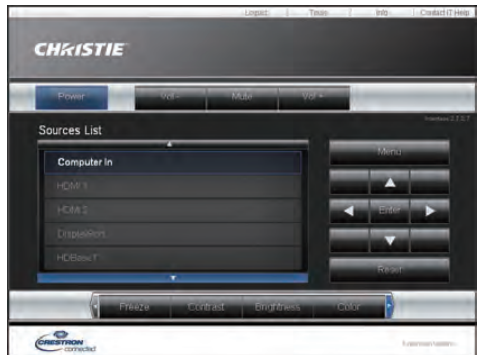 Logout Tools Info Contact IT Help
CHRISTIE
Power Vol - Mute Vol +
Sources List
Menu
Computer In
HDMI 1
HDMI 2
Enter
DisplayPort
HDBaseT
Reset
Freeze Contrast Brightness Color
CRESTRON
connected